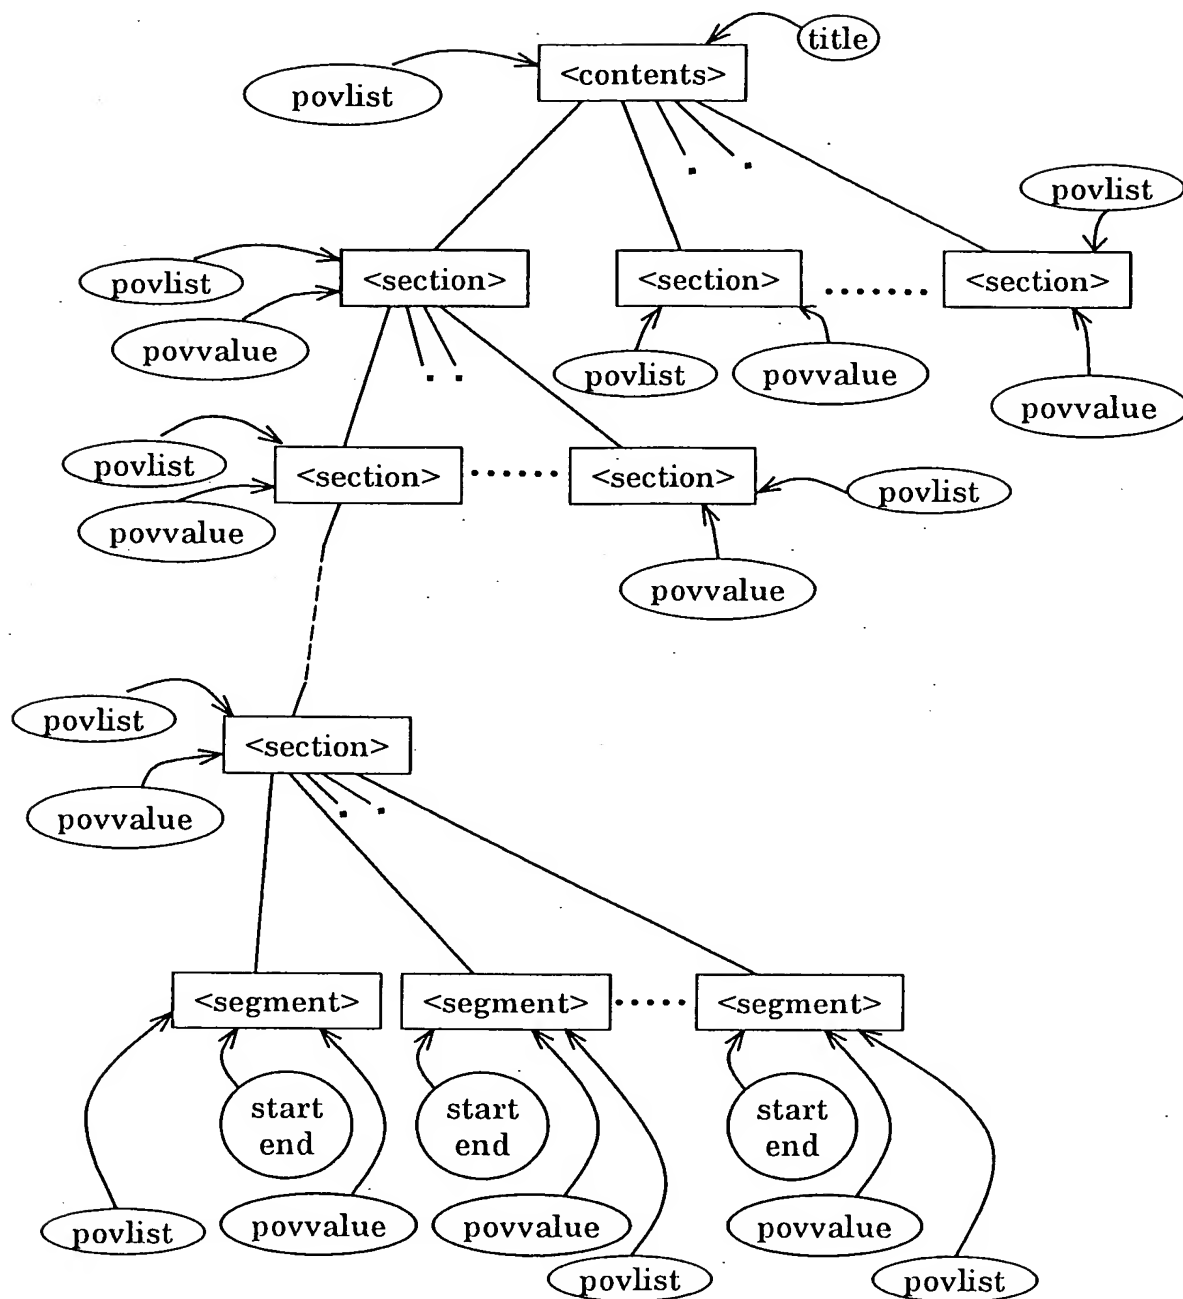 title
<contents>
povlist
povlist
povlist
<section>
<section>
<section>
povvalue
povlist
povvalue
povvalue
povlist
<section>
<section>
povlist
povvalue
povvalue
povlist
<section>
povvalue
<segment>
<segment>
<segment>
start
end
start
end
start
end
povlist
povvalue
povvalue
povvalue
povlist
povlist